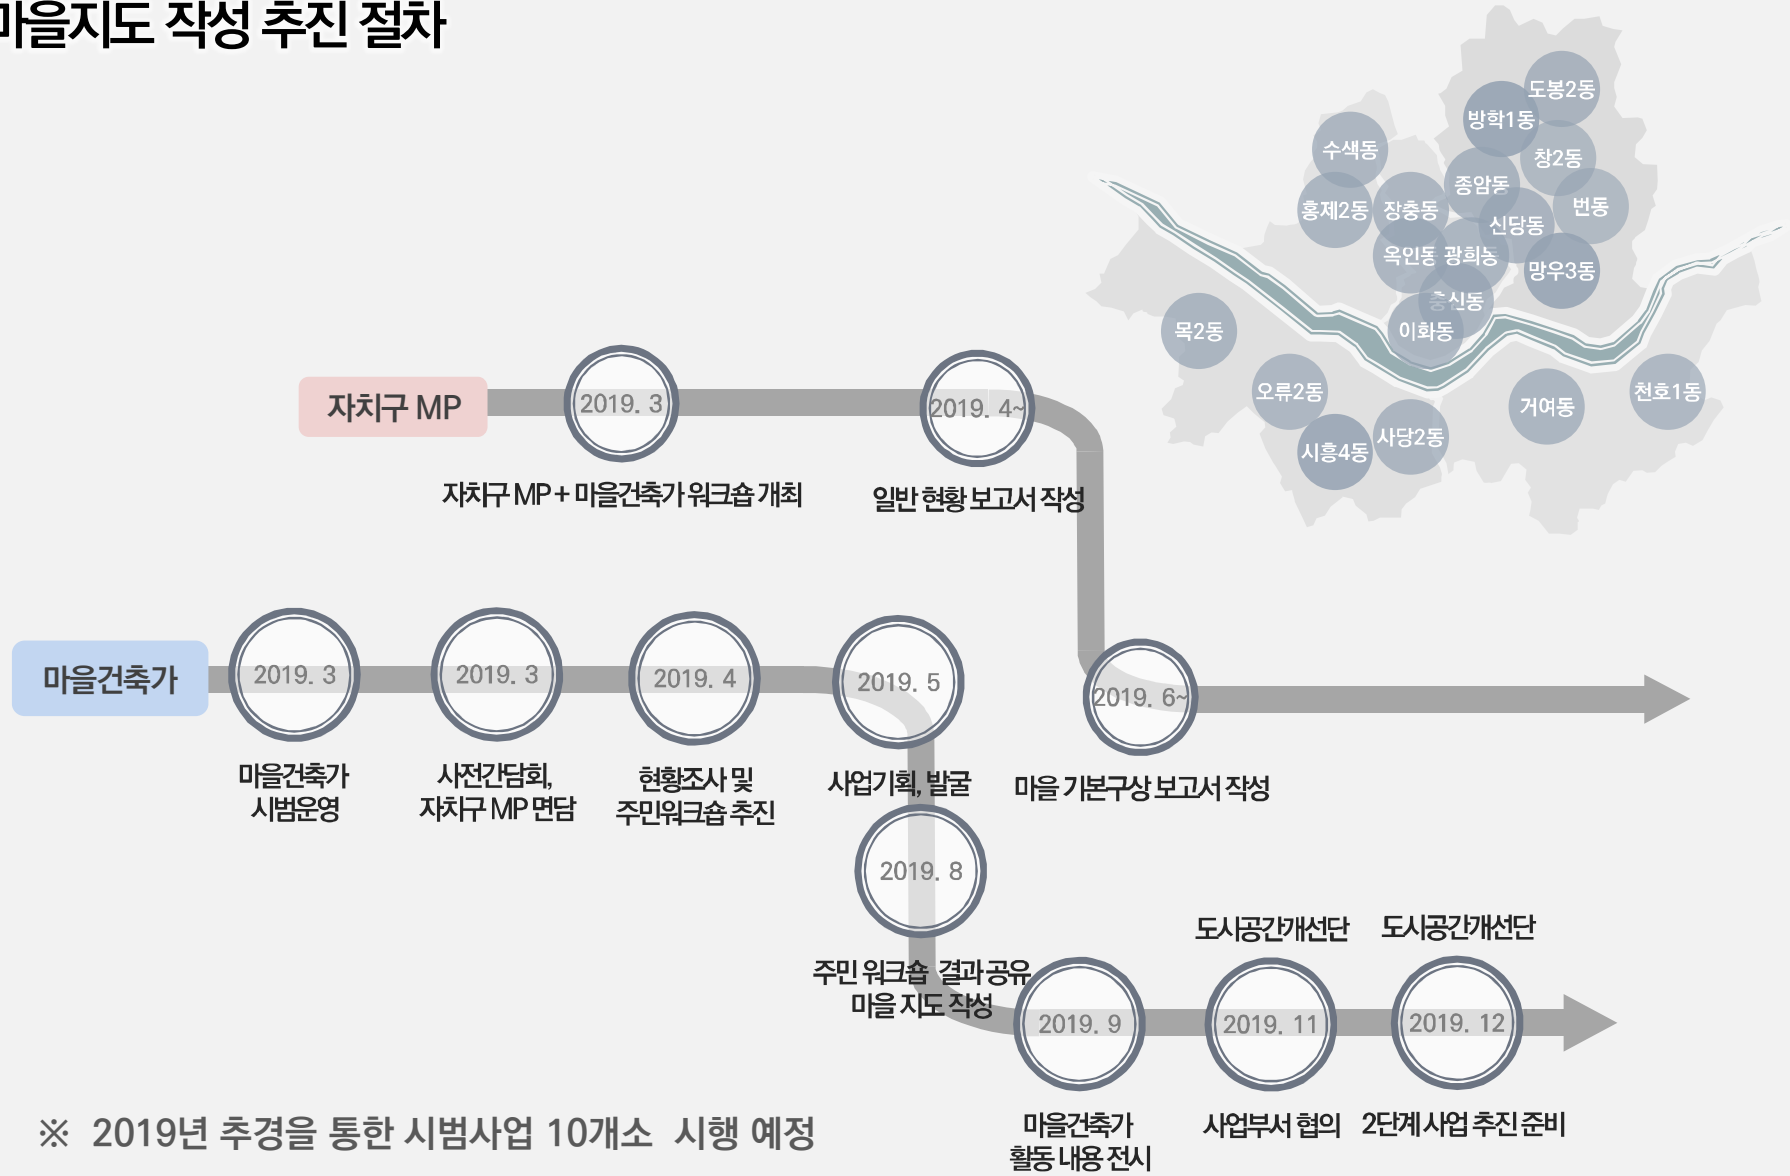 마을지도 작성 추진 절차
도봉2동
방학1동
수색동
창2동
종암동
홍제2동
장충동
번동
신당동
옥인동
광희동
망우3동
충신동
목2동
이화동
오류2동
거여동
천호1동
사당2동
시흥4동
자치구 MP
2019. 3
2019. 4~
자치구 MP + 마을건축가 워크숍 개최
일반 현황 보고서 작성
2019. 6~
마을 기본구상 보고서 작성
마을건축가
2019. 3
2019. 3
2019. 4
2019. 5
마을건축가
시범운영
사전간담회,
자치구 MP 면담
현황조사 및
주민워크숍 추진
사업기획, 발굴
2019. 8
주민 워크숍 결과 공유
마을 지도 작성
도시공간개선단
도시공간개선단
2019. 9
2019. 11
2019. 12
마을건축가
활동 내용 전시
사업부서 협의
2단계 사업 추진 준비
※ 2019년 추경을 통한 시범사업 10개소 시행 예정